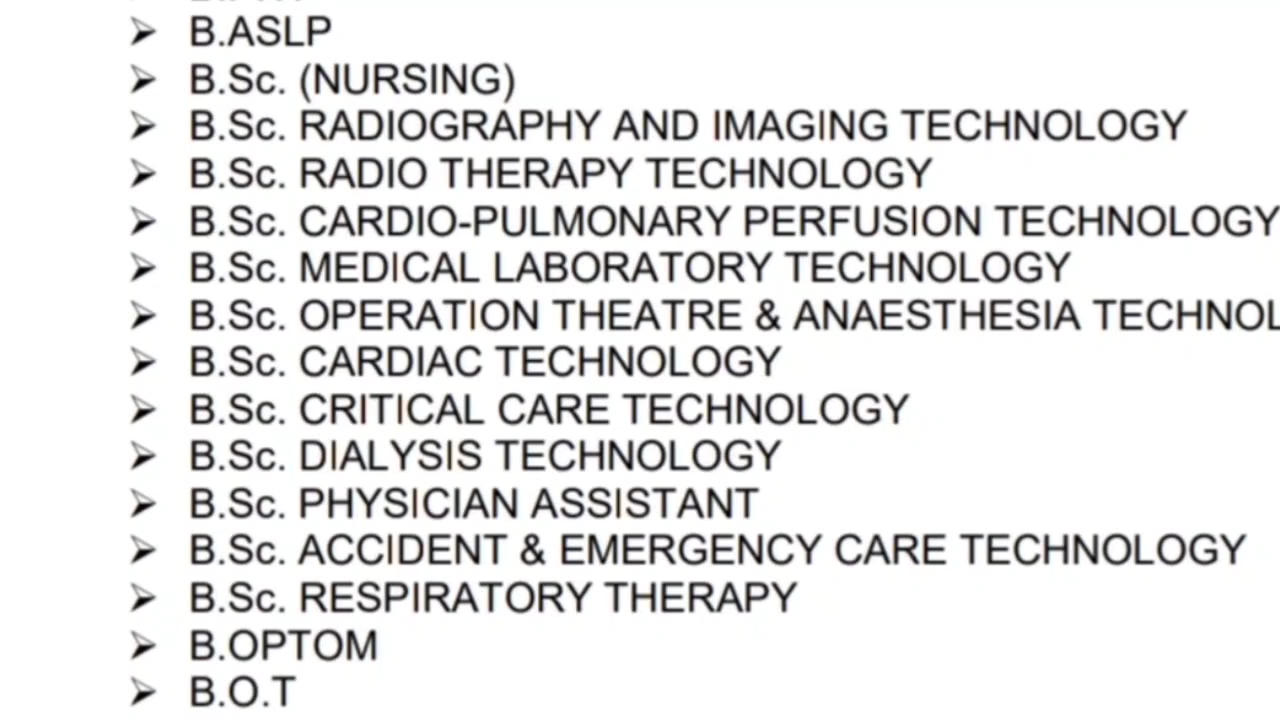 ➢ B.ASLP
➢ B.Sc. (NURSING)
➢ B.Sc. RADIOGRAPHY AND IMAGING TECHNOLOGY
➢ B.Sc. RADIO THERAPY TECHNOLOGY
➢ B.Sc. CARDIO-PULMONARY PERFUSION TECHNOLOGY
➢ B.Sc. MEDICAL LABORATORY TECHNOLOGY
➢ B.Sc. OPERATION THEATRE & ANAESTHESIA TECHNOL
➢ B.Sc. CARDIAC TECHNOLOGY
➢ B.Sc. CRITICAL CARE TECHNOLOGY
➢ B.Sc. DIALYSIS TECHNOLOGY
➢ B.Sc. PHYSICIAN ASSISTANT
➢ B.Sc. ACCIDENT & EMERGENCY CARE TECHNOLOGY
➢ B.Sc. RESPIRATORY THERAPY
➢ B.OPTOM
➢ B.O.T